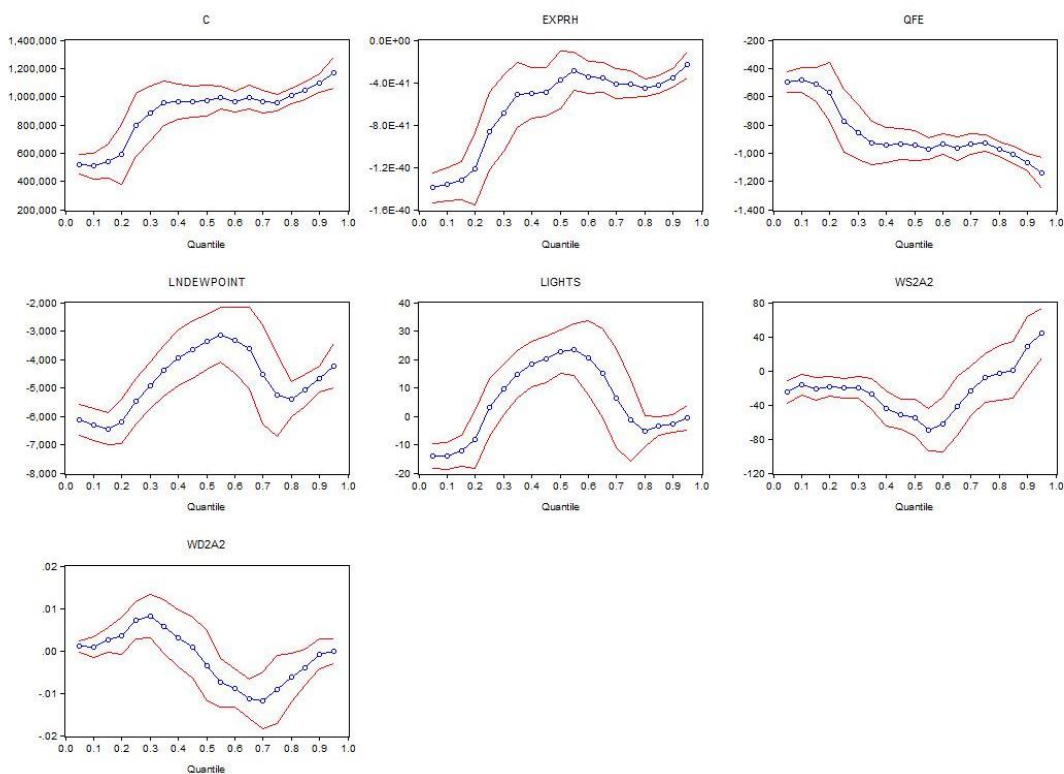 C
1,400,000
1,200,000
1,000,000
800,000
600,000
400,000
200,000
0.0 0.1 0.2 0.3 0.4 0.5 0.6 0.7 0.8 0.9 1.0
Quantile
EXPRH
0.0E+00
-4.0E-41
-8.0E-41
-1.2E-40
-1.6E-40
0.0 0.1 0.2 0.3 0.4 0.5 0.6 0.7 0.8 0.9 1.0
Quantile
QFE
-200
-400
-600
-800
-1,000
-1,200
-1,400
0.0 0.1 0.2 0.3 0.4 0.5 0.6 0.7 0.8 0.9 1.0
Quantile
LNDEWPOINT
-2,000
-3,000
-4,000
-5,000
-6,000
-7,000
-8,000
0.0 0.1 0.2 0.3 0.4 0.5 0.6 0.7 0.8 0.9 1.0
Quantile
LIGHTS
40
30
20
10
0
-10
-20
0.0 0.1 0.2 0.3 0.4 0.5 0.6 0.7 0.8 0.9 1.0
Quantile
WS2A2
80
40
0
-40
-80
-120
0.0 0.1 0.2 0.3 0.4 0.5 0.6 0.7 0.8 0.9 1.0
Quantile
WD2A2
.02
.01
.00
-.01
-.02
0.0 0.1 0.2 0.3 0.4 0.5 0.6 0.7 0.8 0.9 1.0
Quantile